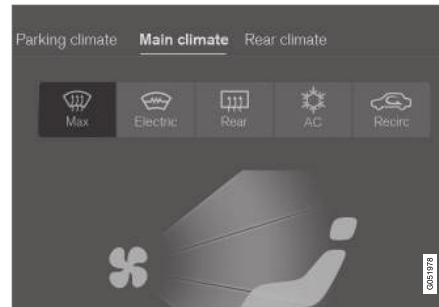 Parking climate Main climate Rear climate
Max Electric Rear AC Recirc
G051978